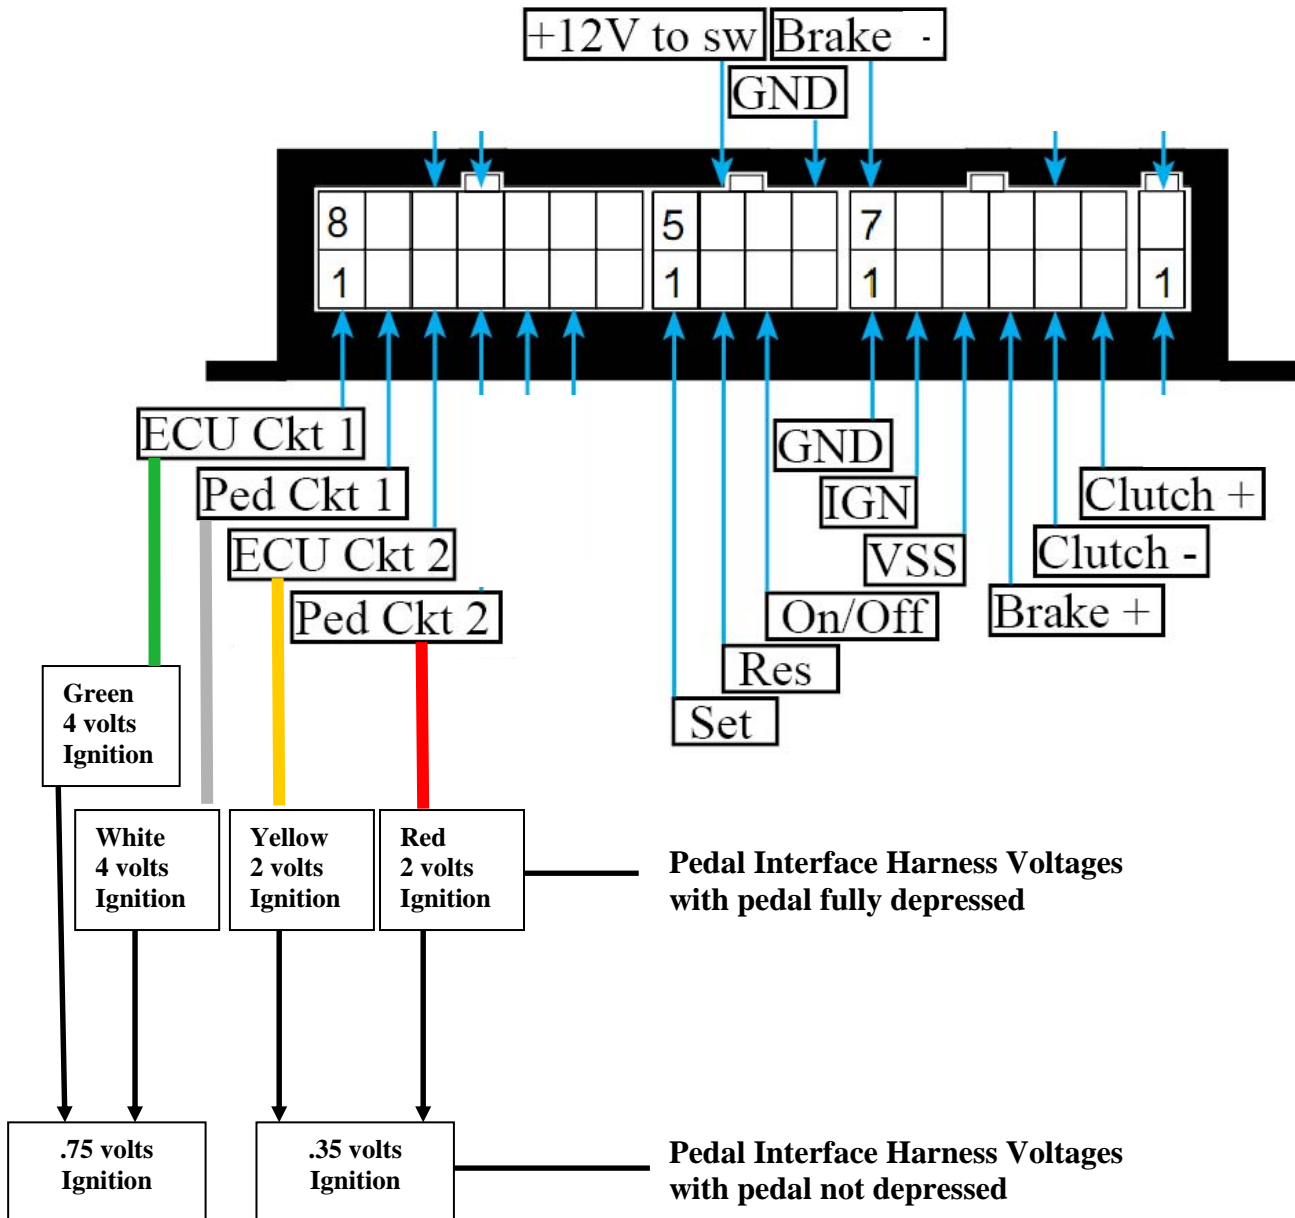 +12V to sw
Brake -
GND
8
5
7
1
1
1
1
ECU Ckt 1
GND
Ped Ckt 1
IGN
Clutch +
ECU Ckt 2
VSS
Clutch -
Ped Ckt 2
On/Off
Brake +
Res
Set
Green
4 volts
Ignition
White
4 volts
Ignition
Yellow
2 volts
Ignition
Red
2 volts
Ignition
Pedal Interface Harness Voltages
with pedal fully depressed
.75 volts
Ignition
.35 volts
Ignition
Pedal Interface Harness Voltages
with pedal not depressed